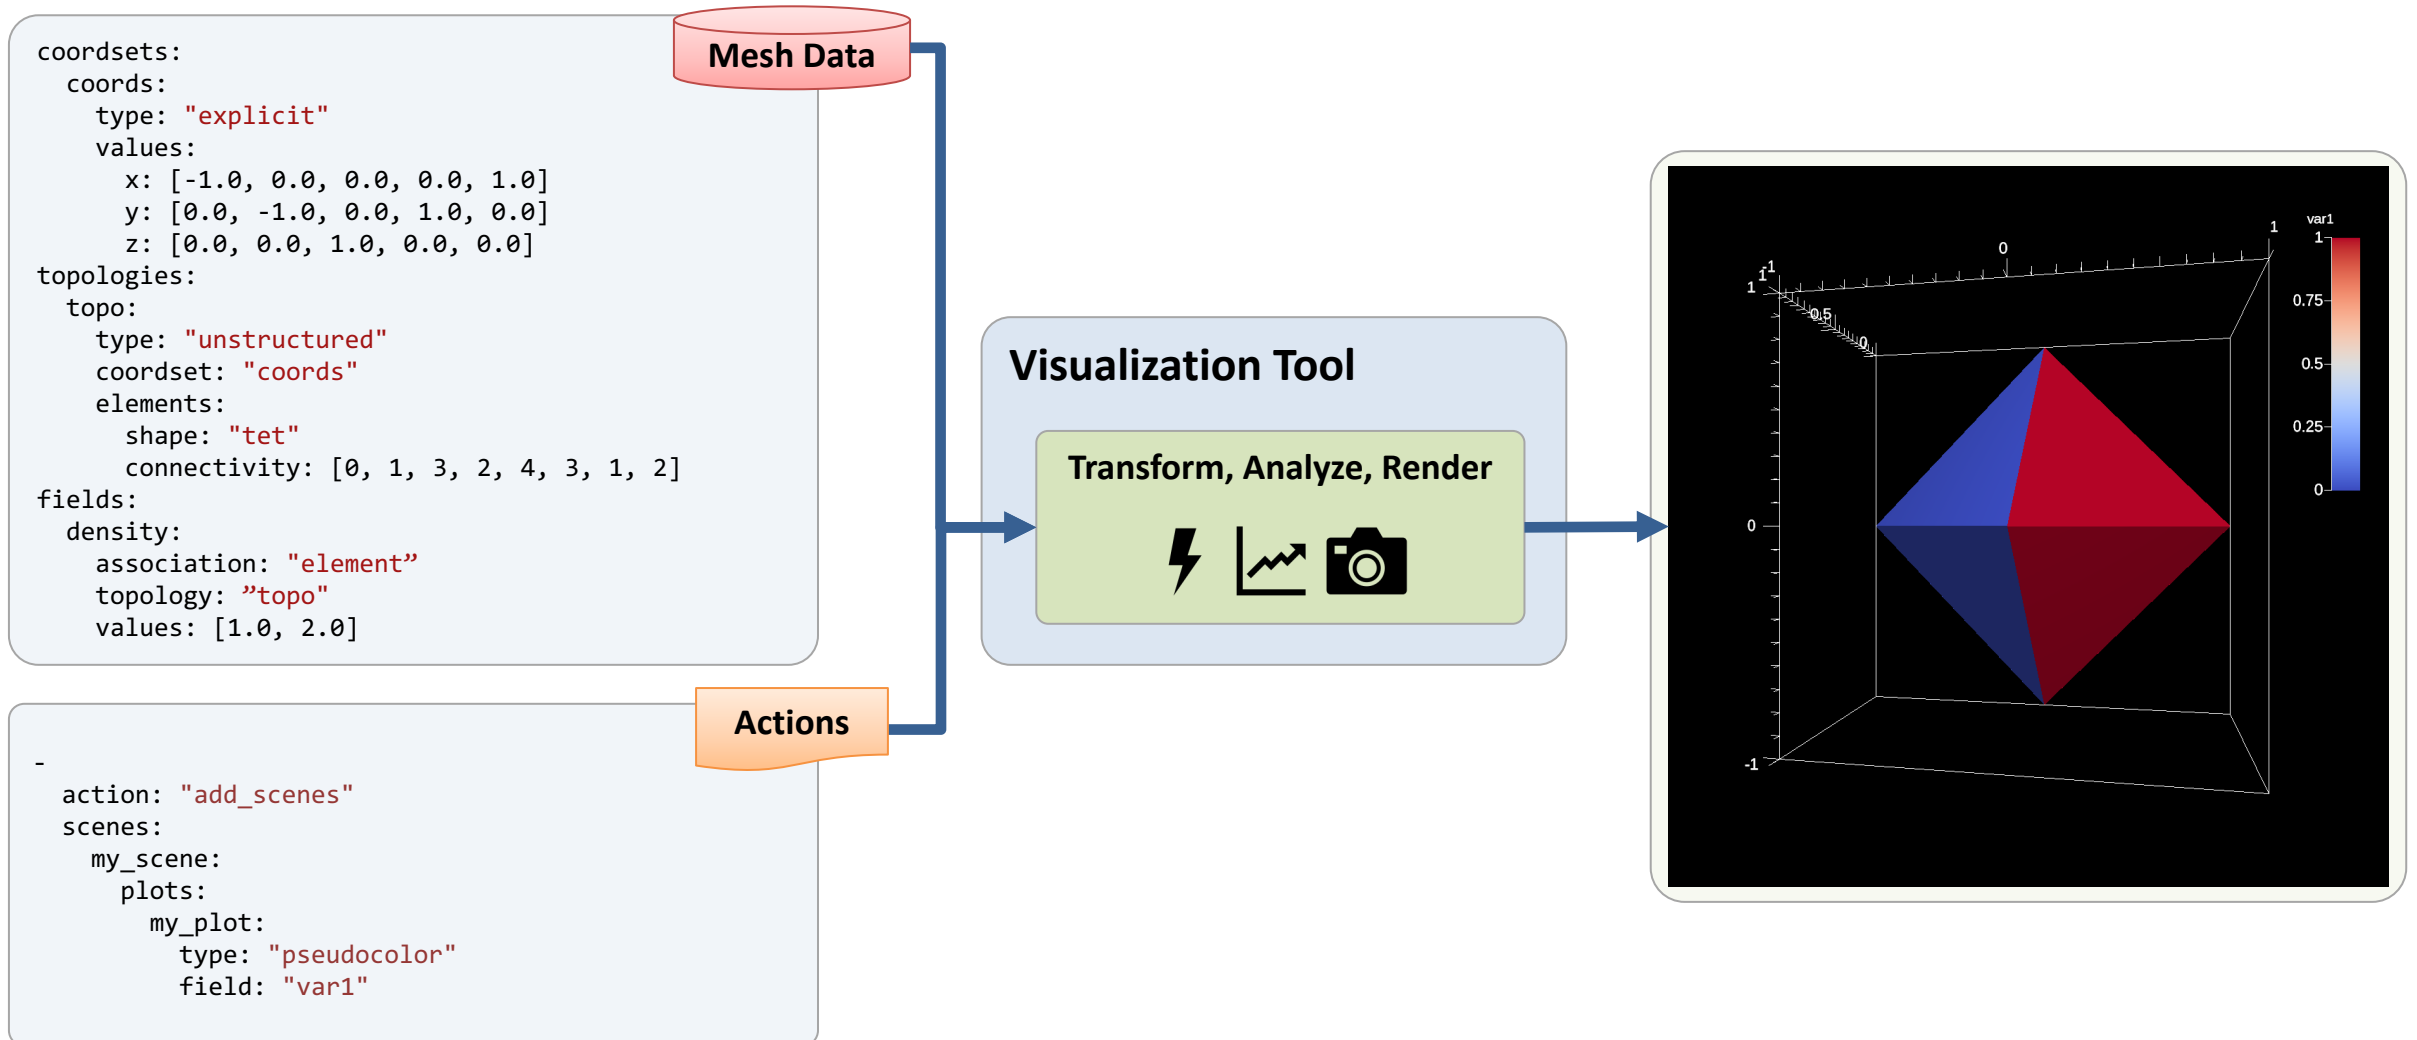 coordsets:
  coords:
    type: "explicit"
    values:
      x: [-1.0, 0.0, 0.0, 0.0, 1.0]
      y: [0.0, -1.0, 0.0, 1.0, 0.0]
      z: [0.0, 0.0, 1.0, 0.0, 0.0]
topologies:
  topo:
    type: "unstructured"
    coordset: "coords"
    elements:
      shape: "tet"
      connectivity: [0, 1, 3, 2, 4, 3, 1, 2]
fields:
  density:
    association: "element”
    topology: ”topo"
    values: [1.0, 2.0]
Mesh Data
-
  action: "add_scenes"
  scenes:
    my_scene:
      plots:
        my_plot:
          type: "pseudocolor"
          field: "var1"
Actions
Visualization Tool
Transform, Analyze, Render
-1
0
1
1
0.5
0
1
0
-1
var1
1
0.75
0.5
0.25
0